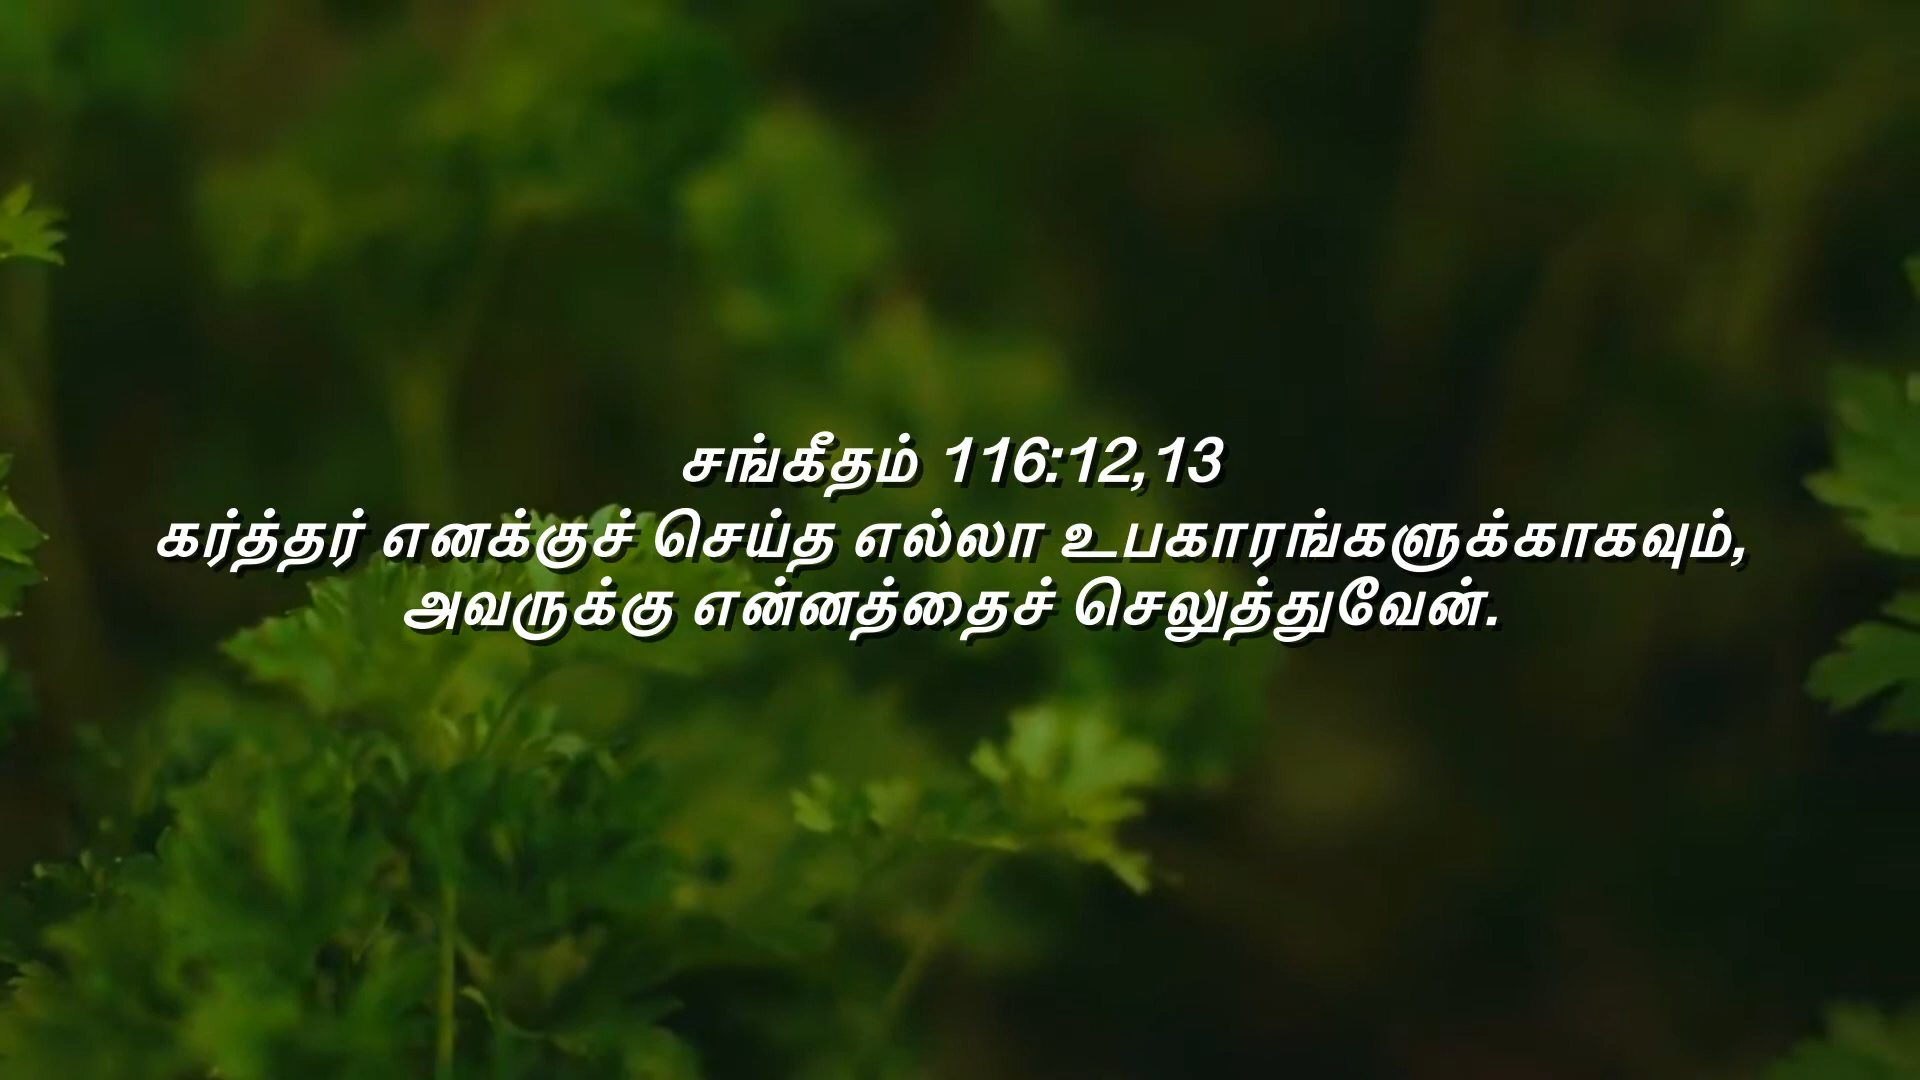 சங்கீதம் 116:12,13
கர்த்தர் எனக்குச் செய்த எல்லா உபகாரங்களுக்காகவும்,
அவருக்கு என்னத்தைச் செலுத்துவேன்.